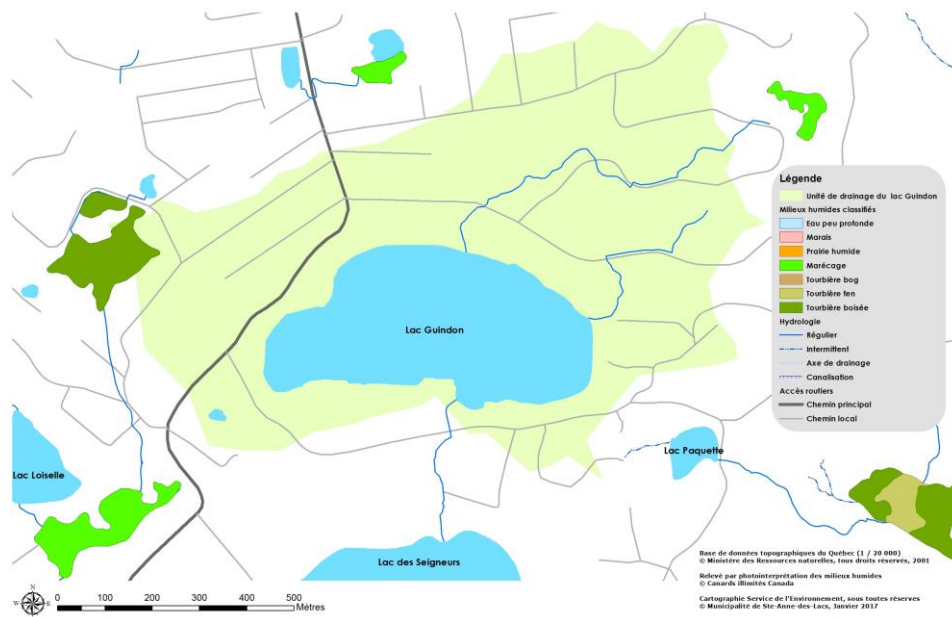 Lac Guindon
Lac Loiselle
Lac Paquette
Lac des Seigneurs
Légende
Unité de drainage du lac Guindon
Milieux humides classifiés
Eau peu profonde
Marais
Prairie humide
Marécage
Tourbière bog
Tourbière fen
Tourbière boisée
Hydrologie
Régulier
Intermittent
Axe de drainage
Canalisation
Accès routiers
Chemin principal
Chemin local
Base de données topographiques du Québec (1 / 20 000)
© Ministère des Ressources naturelles, tous droits réservés, 2001
Relevé par photointerprétation des milieux humides
© Canards illimités Canada
Cartographie Service de l'Environnement, sous toutes réserves
© Municipalité de Ste-Anne-des-Lacs, Janvier 2017
N
W E
S
0 100 200 300 400 500
Mètres